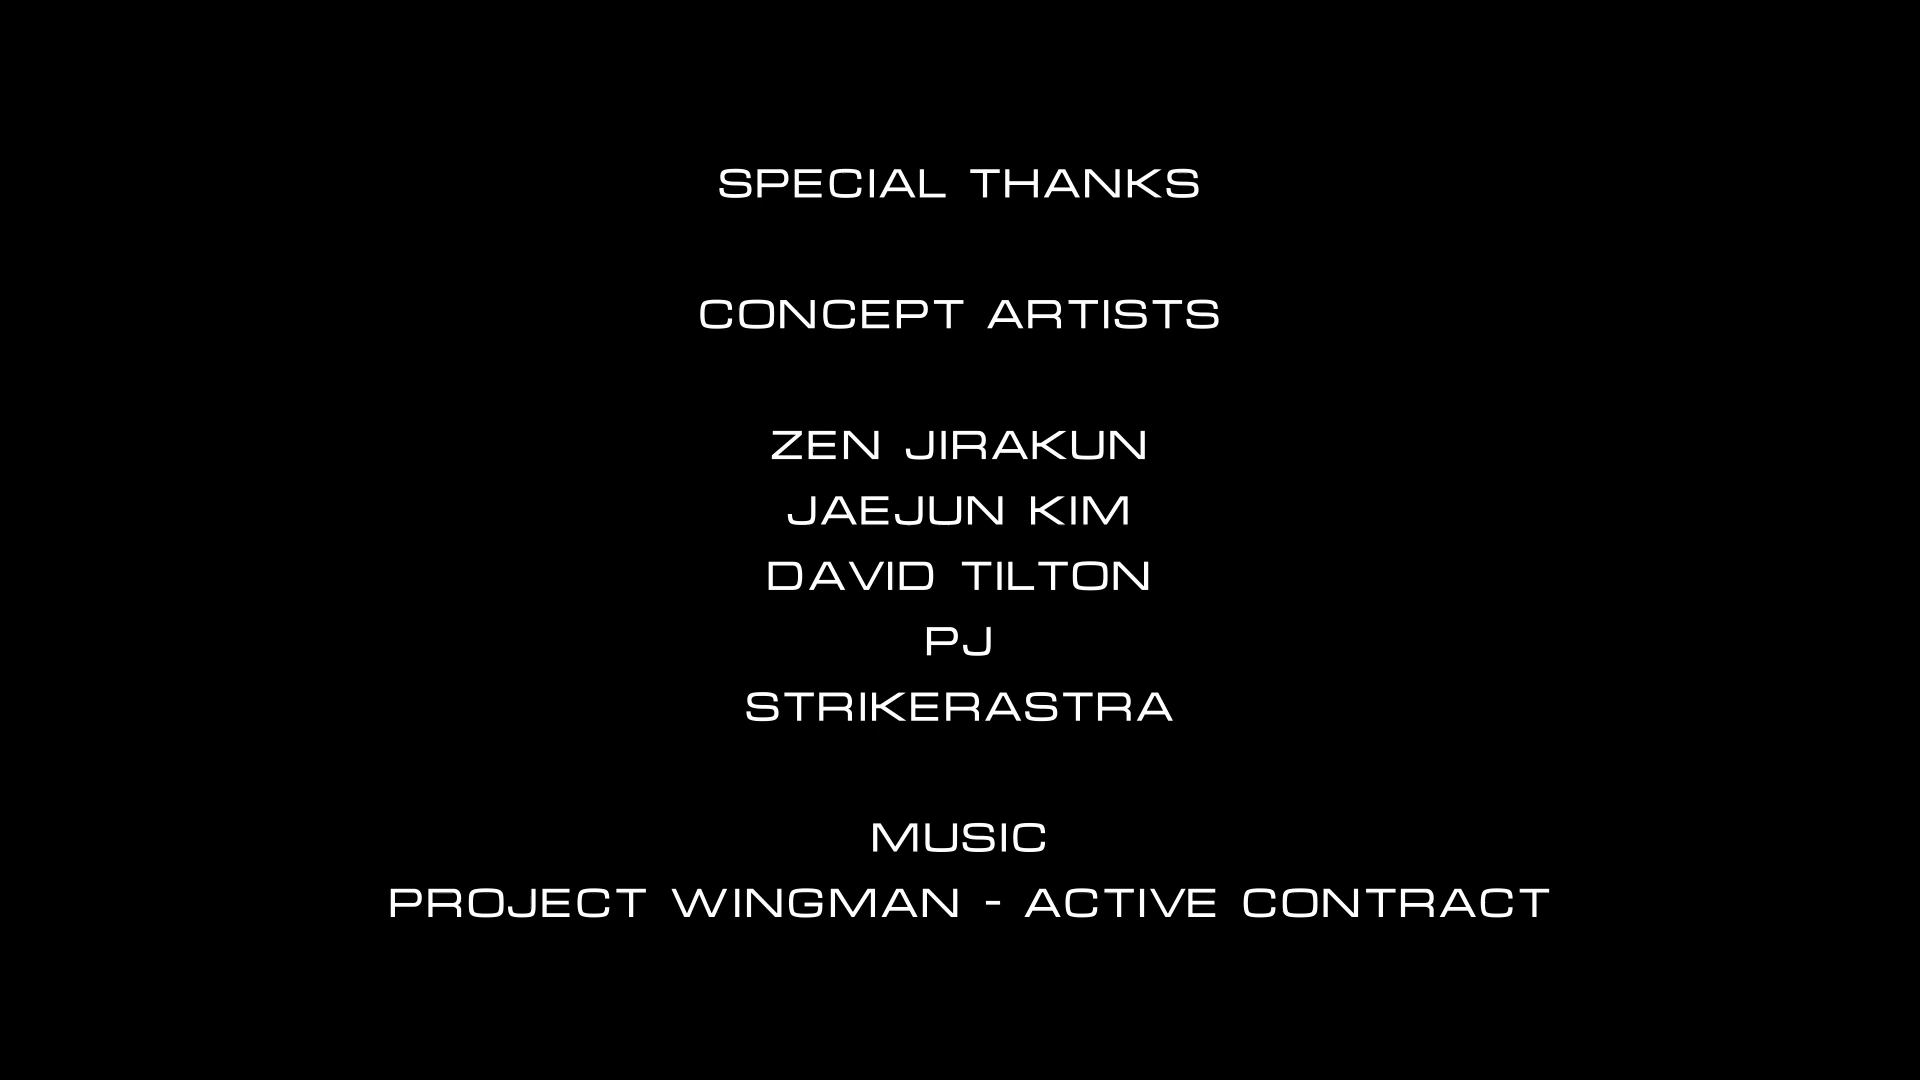 SPECIAL THANKS
CONCEPT ARTISTS
ZEN JIRAKUN
JAEJUN KIM
DAVID TILTON
PJ
STRIKERASTRA
MUSIC
PROJECT WINGMAN - ACTIVE CONTRACT